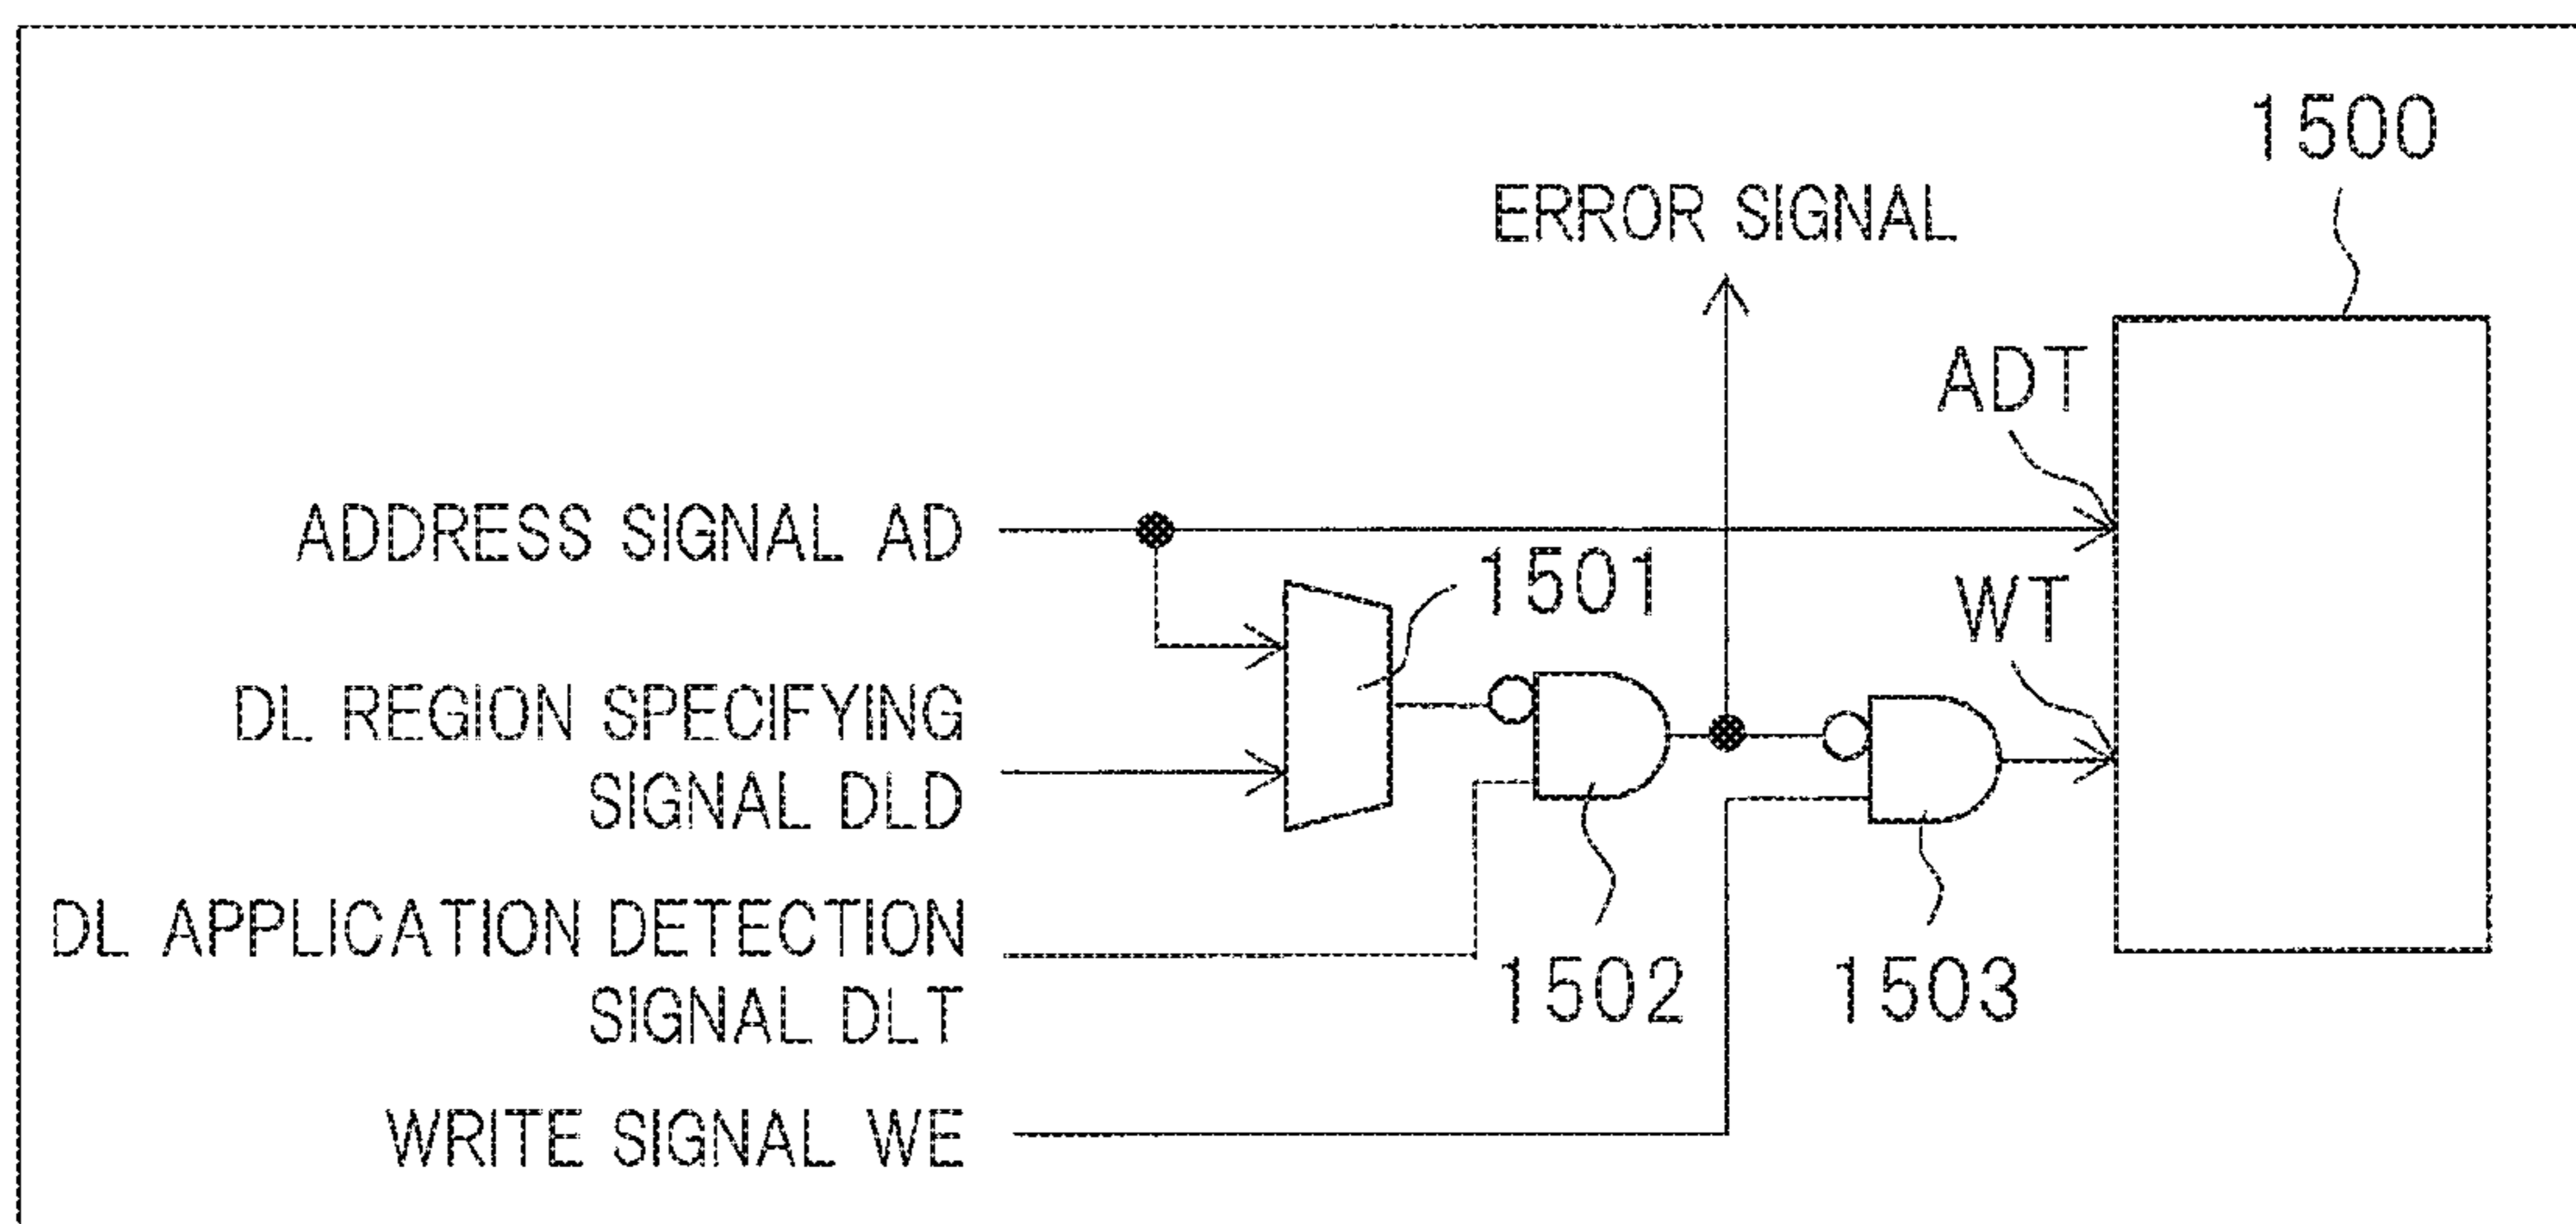 1500
ERROR SIGNAL
ADT
ADDRESS SIGNAL AD
1501
WT
DL REGION SPECIFYING
SIGNAL DLD
DL APPLICATION DETECTION
SIGNAL DLT
1502
1503
WRITE SIGNAL WE